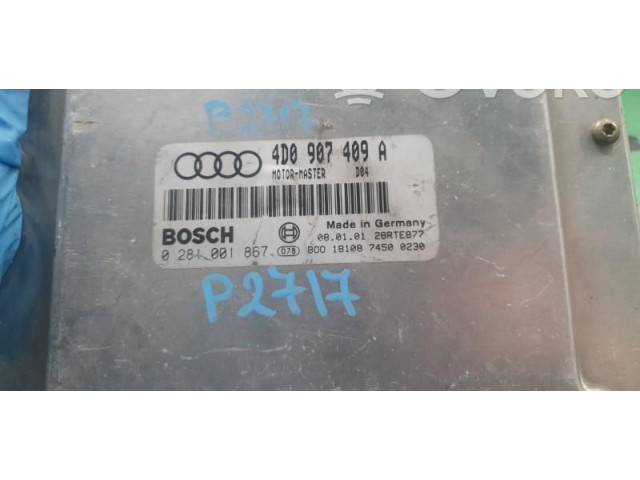 P2717
4D0 907 409 A
MOTOR-MASTER D04
BOSCH
Made in Germany
08.01.01 28RTE877
0 281 001 867 078 BOD 18108 7450 0230
P2717